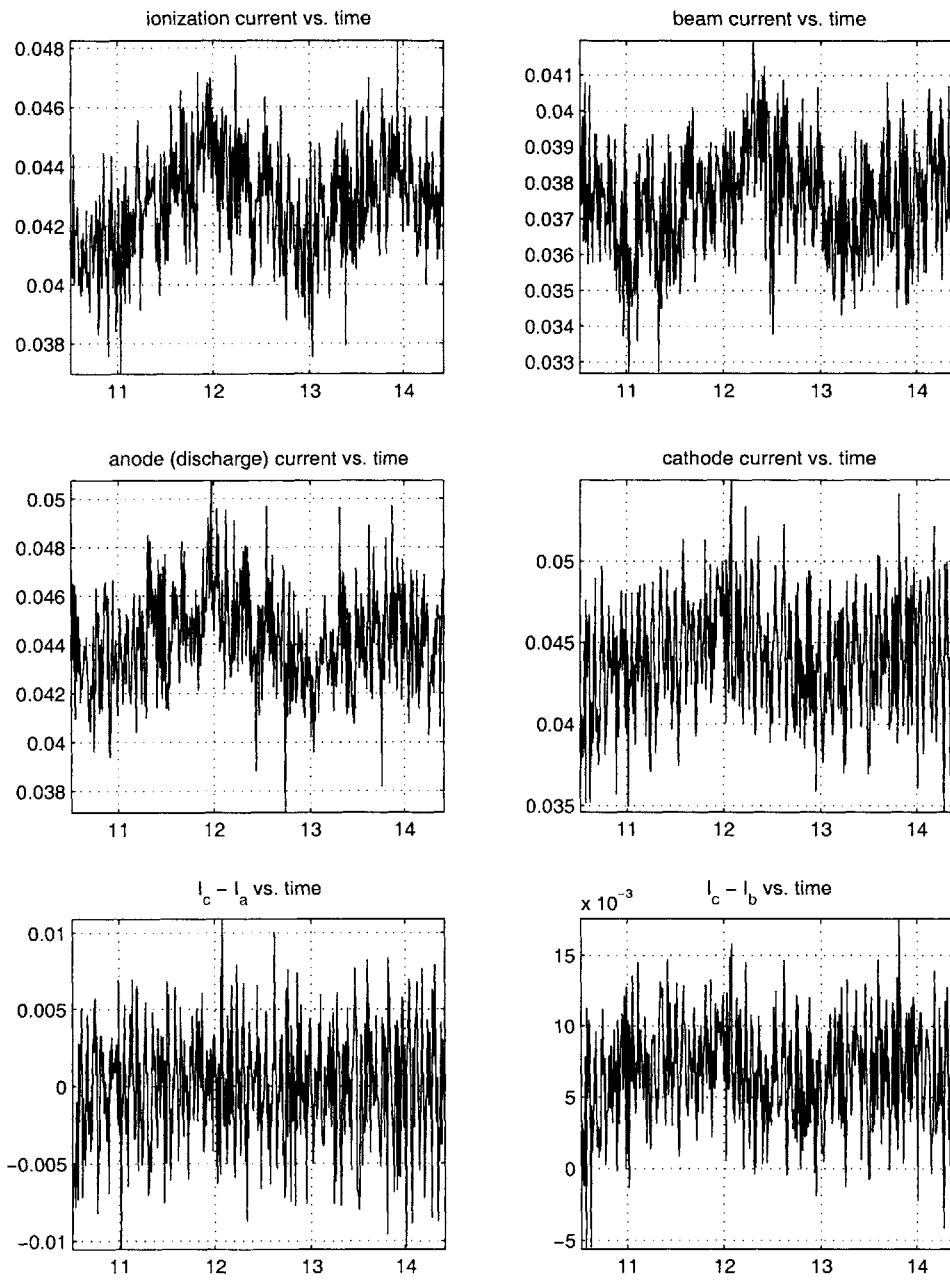 ionization current vs. time
0.048
0.046
0.044
0.042
0.04
0.038
11 12 13 14
beam current vs. time
0.041
0.04
0.039
0.038
0.037
0.036
0.035
0.034
0.033
11 12 13 14
anode (discharge) current vs. time
0.05
0.048
0.046
0.044
0.042
0.04
0.038
11 12 13 14
cathode current vs. time
0.05
0.045
0.04
0.035
11 12 13 14
I_c − I_a vs. time
0.01
0.005
0
−0.005
−0.01
11 12 13 14
I_c − I_b vs. time
x 10⁻³
15
10
5
0
−5
11 12 13 14